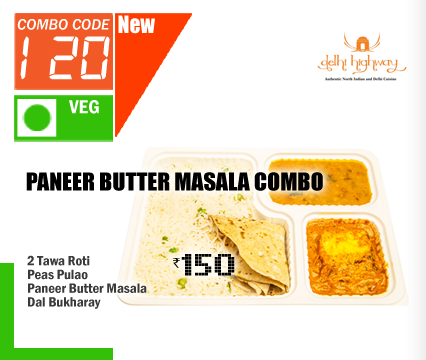 COMBO CODE
New
120
VEG
delhi highway
Authentic North Indian and Delhi Cuisine
PANEER BUTTER MASALA COMBO
2 Tawa Roti
Peas Pulao
Paneer Butter Masala
Dal Bukharay
₹150